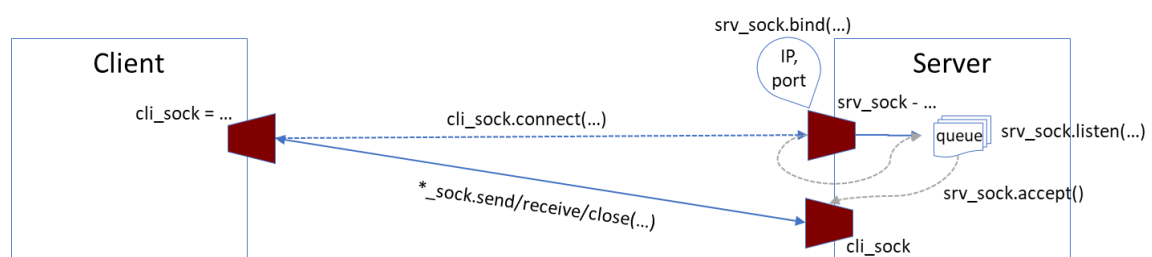 srv_sock.bind(…)
Client
IP,
port
Server
cli_sock = …
cli_sock.connect(…)
srv_sock - …
queue
srv_sock.listen(…)
*_sock.send/receive/close(…)
srv_sock.accept()
cli_sock